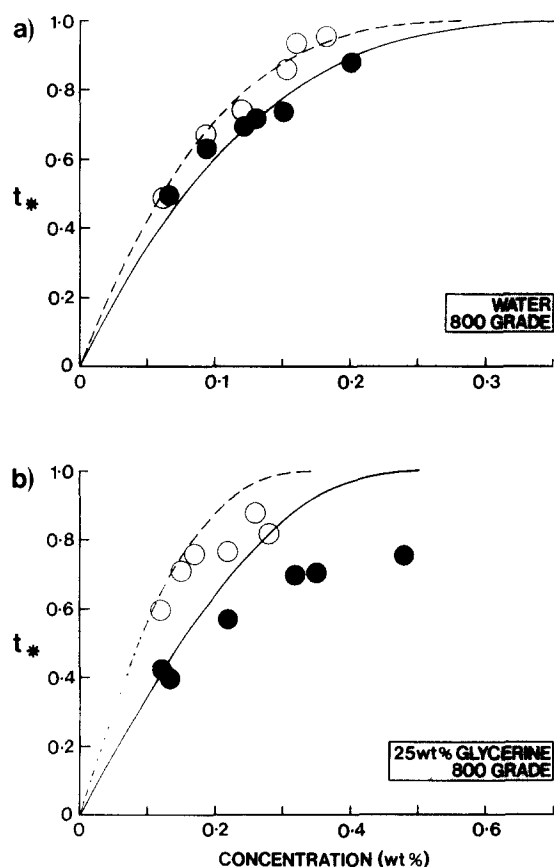 a)
1·0
0·8
0·6
t*
0·4
0·2
0
WATER
800 GRADE
0
0·1
0·2
0·3
b)
1·0
0·8
0·6
t*
0·4
0·2
0
25wt% GLYCERINE
800 GRADE
0
0·2
0·4
0·6
CONCENTRATION (wt %)